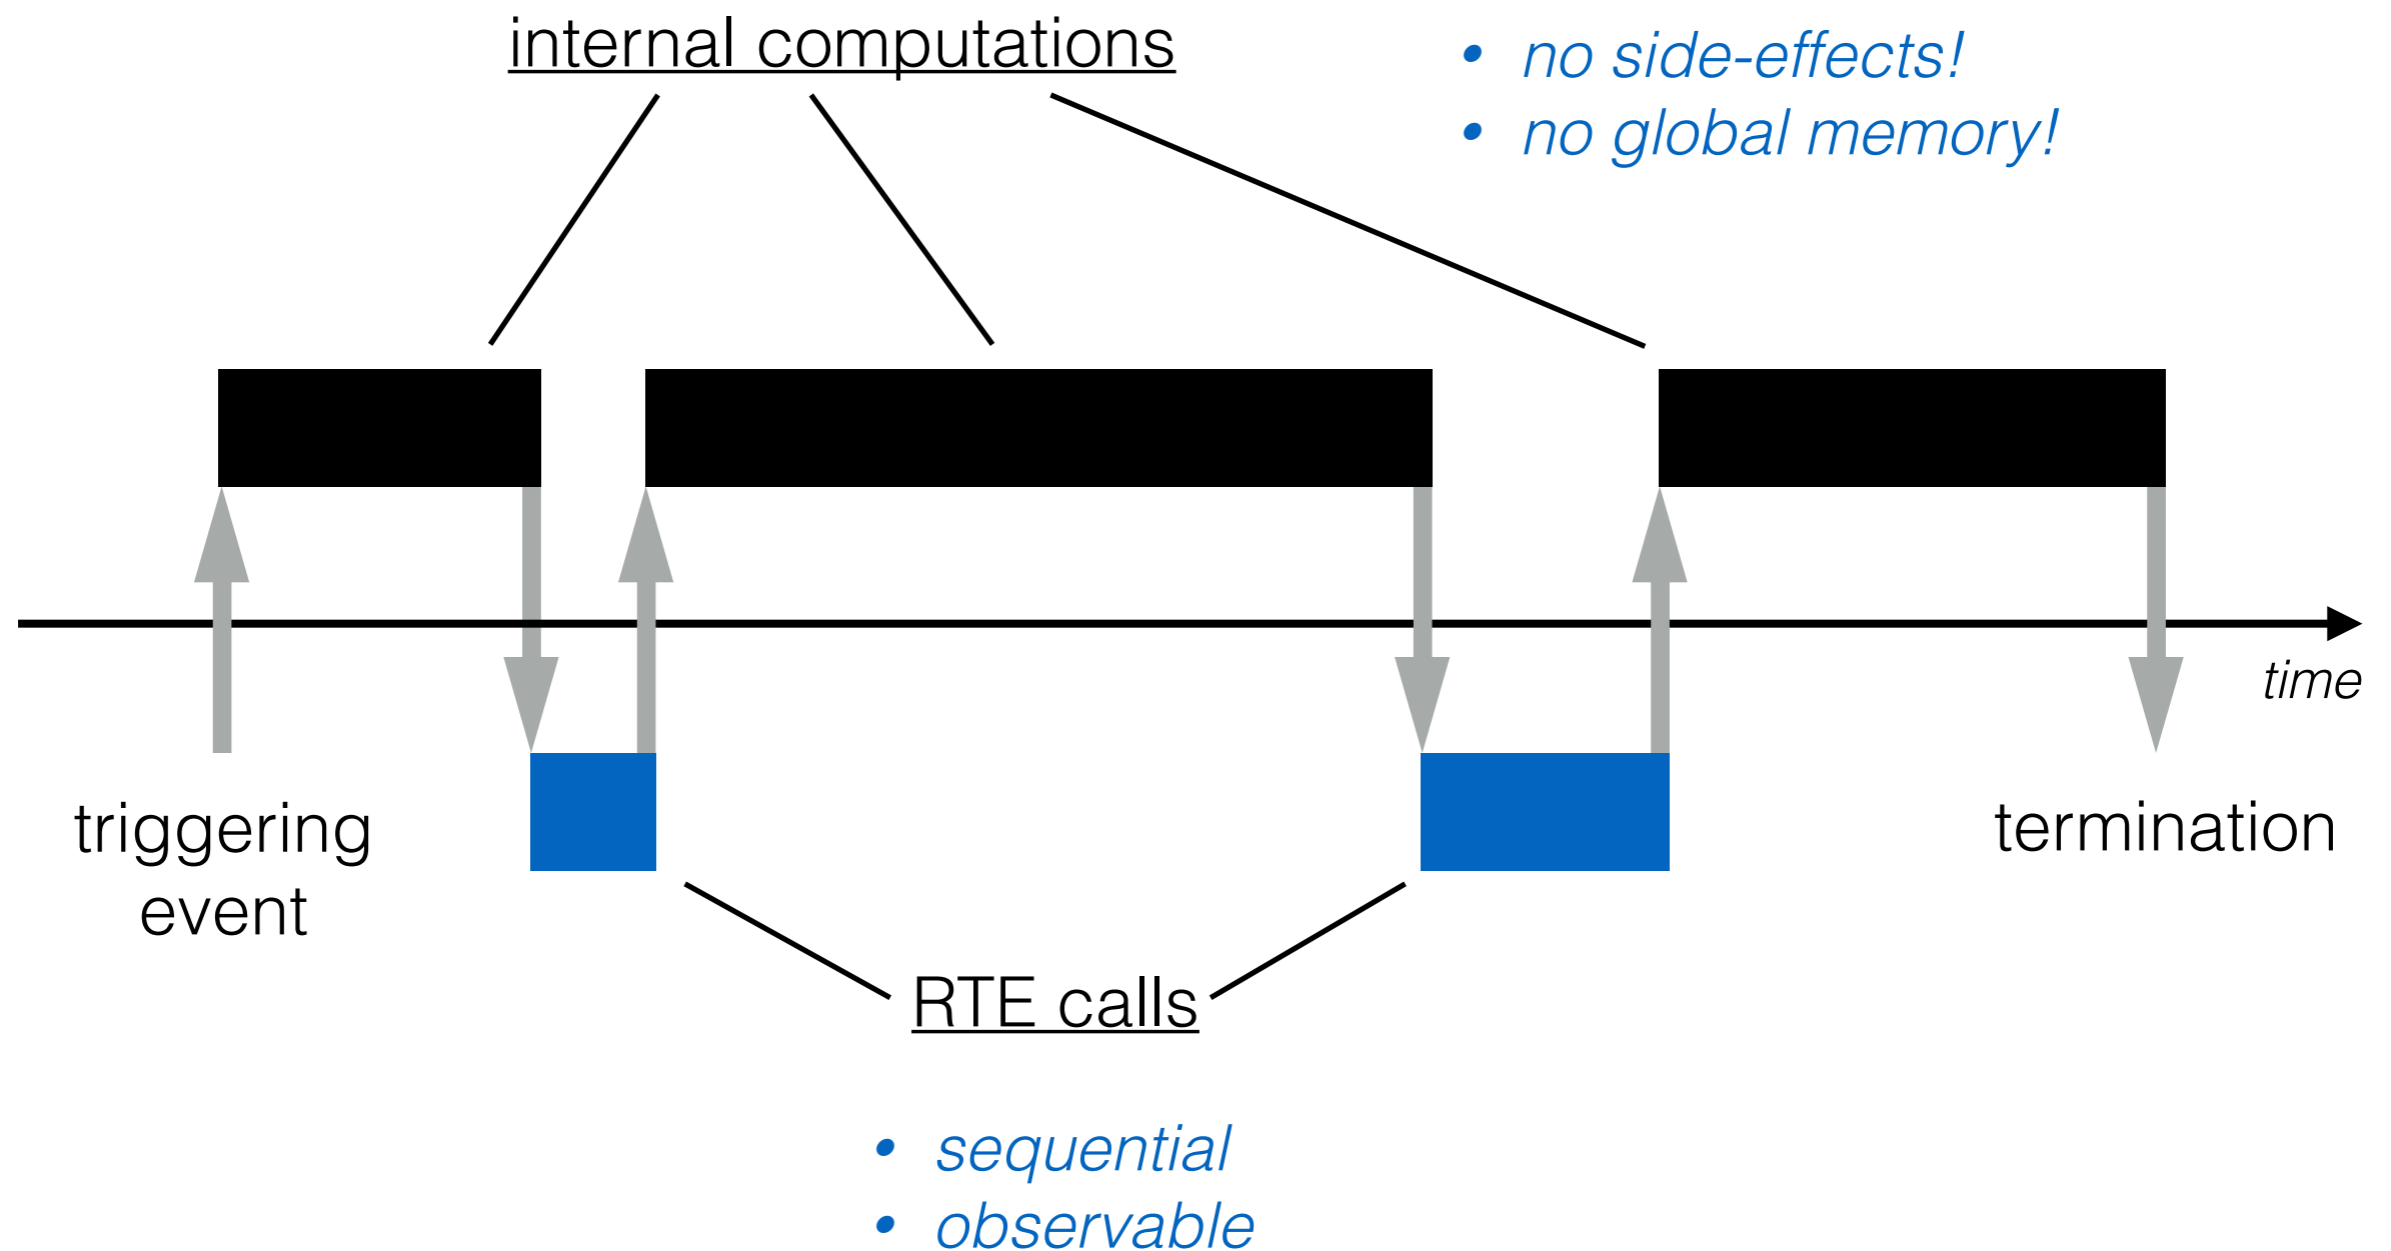 internal computations
• no side-effects!
• no global memory!
time
triggering
event
termination
RTE calls
• sequential
• observable